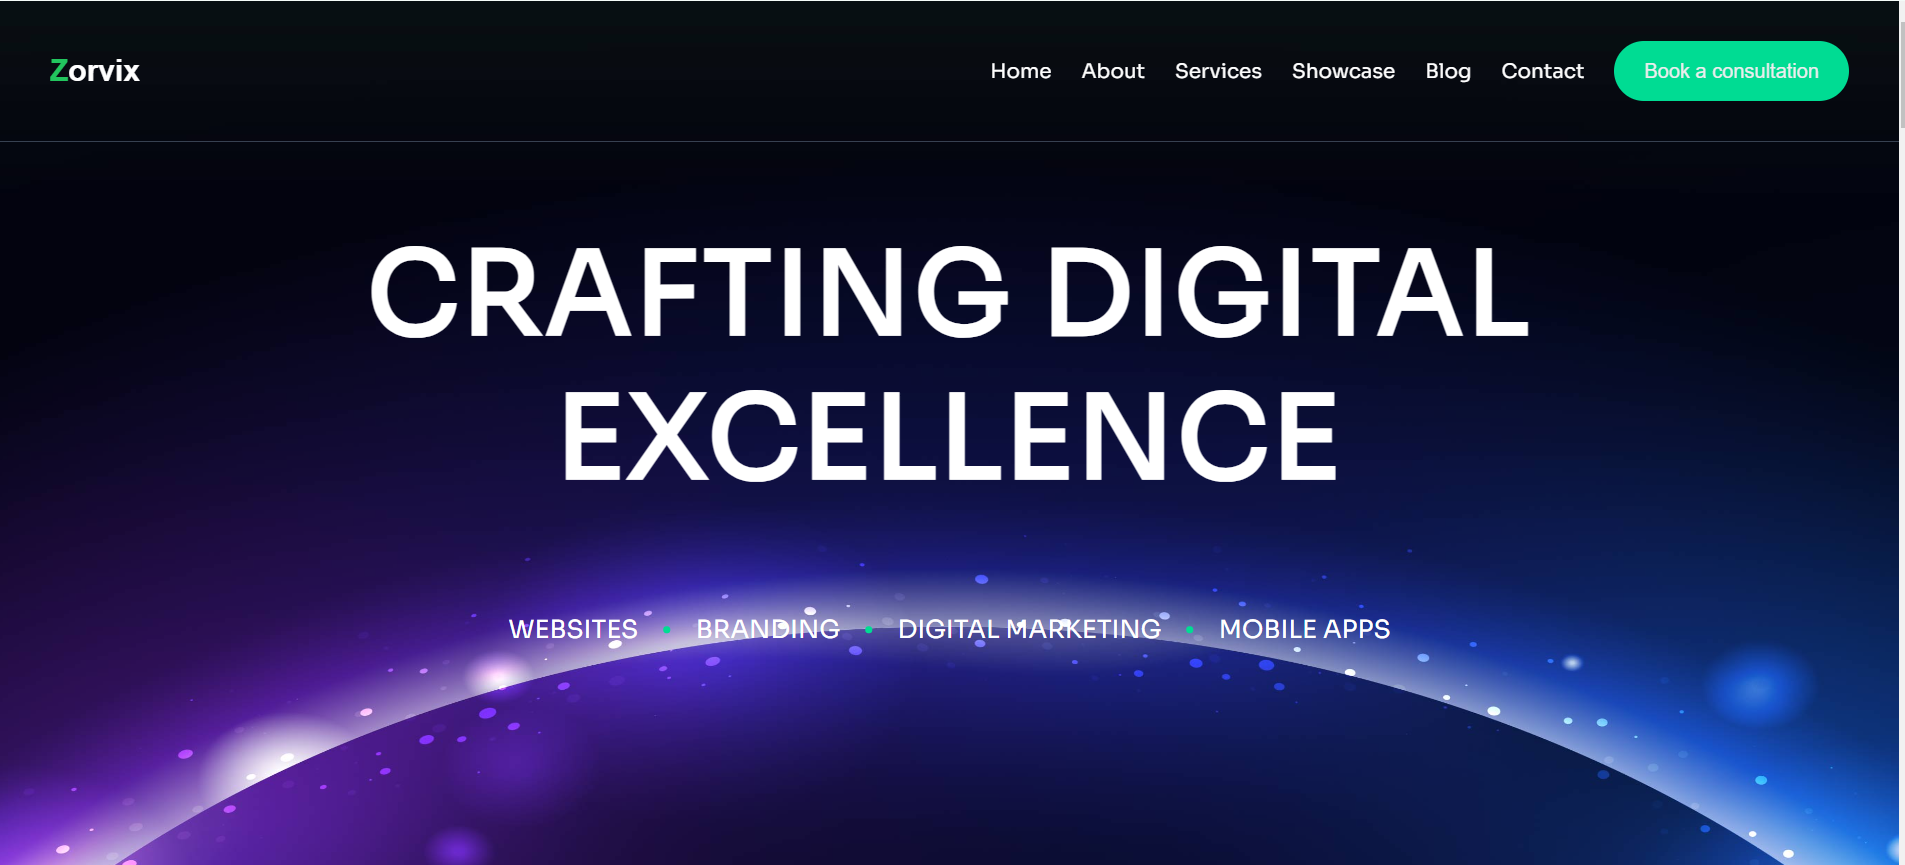 Zorvix
Home About Services Showcase Blog Contact Book a consultation
CRAFTING DIGITAL
EXCELLENCE
WEBSITES • BRANDING • DIGITAL MARKETING • MOBILE APPS